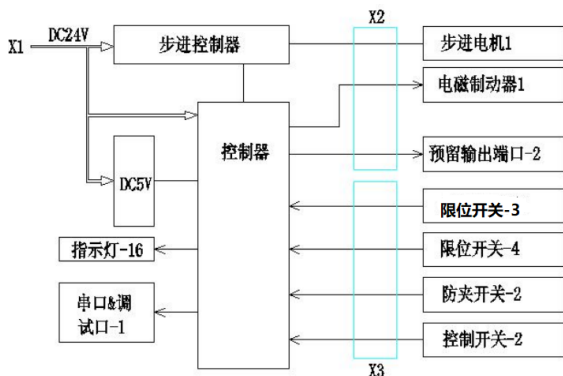 X2
DC24V
X1
步进控制器
步进电机1
电磁制动器1
控制器
预留输出端口-2
DC5V
限位开关-3
指示灯-16
限位开关-4
串口&调
试口-1
防夹开关-2
控制开关-2
X3